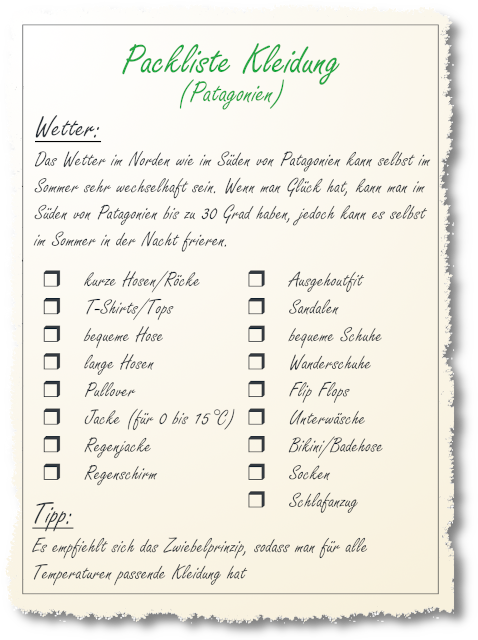 Packliste Kleidung
(Patagonien)
Wetter:
Das Wetter im Norden wie im Süden von Patagonien kann selbst im
Sommer sehr wechselhaft sein. Wenn man Glück hat, kann man im
Süden von Patagonien bis zu 30 Grad haben, jedoch kann es selbst
im Sommer in der Nacht frieren.
kurze Hosen/Röcke
T-Shirts/Tops
bequeme Hose
lange Hosen
Pullover
Jacke (für 0 bis 15°C)
Regenjacke
Regenschirm
Ausgehoutfit
Sandalen
bequeme Schuhe
Wanderschuhe
Flip Flops
Unterwäsche
Bikini/Badehose
Socken
Schlafanzug
Tipp:
Es empfiehlt sich das Zwiebelprinzip, sodass man für alle
Temperaturen passende Kleidung hat